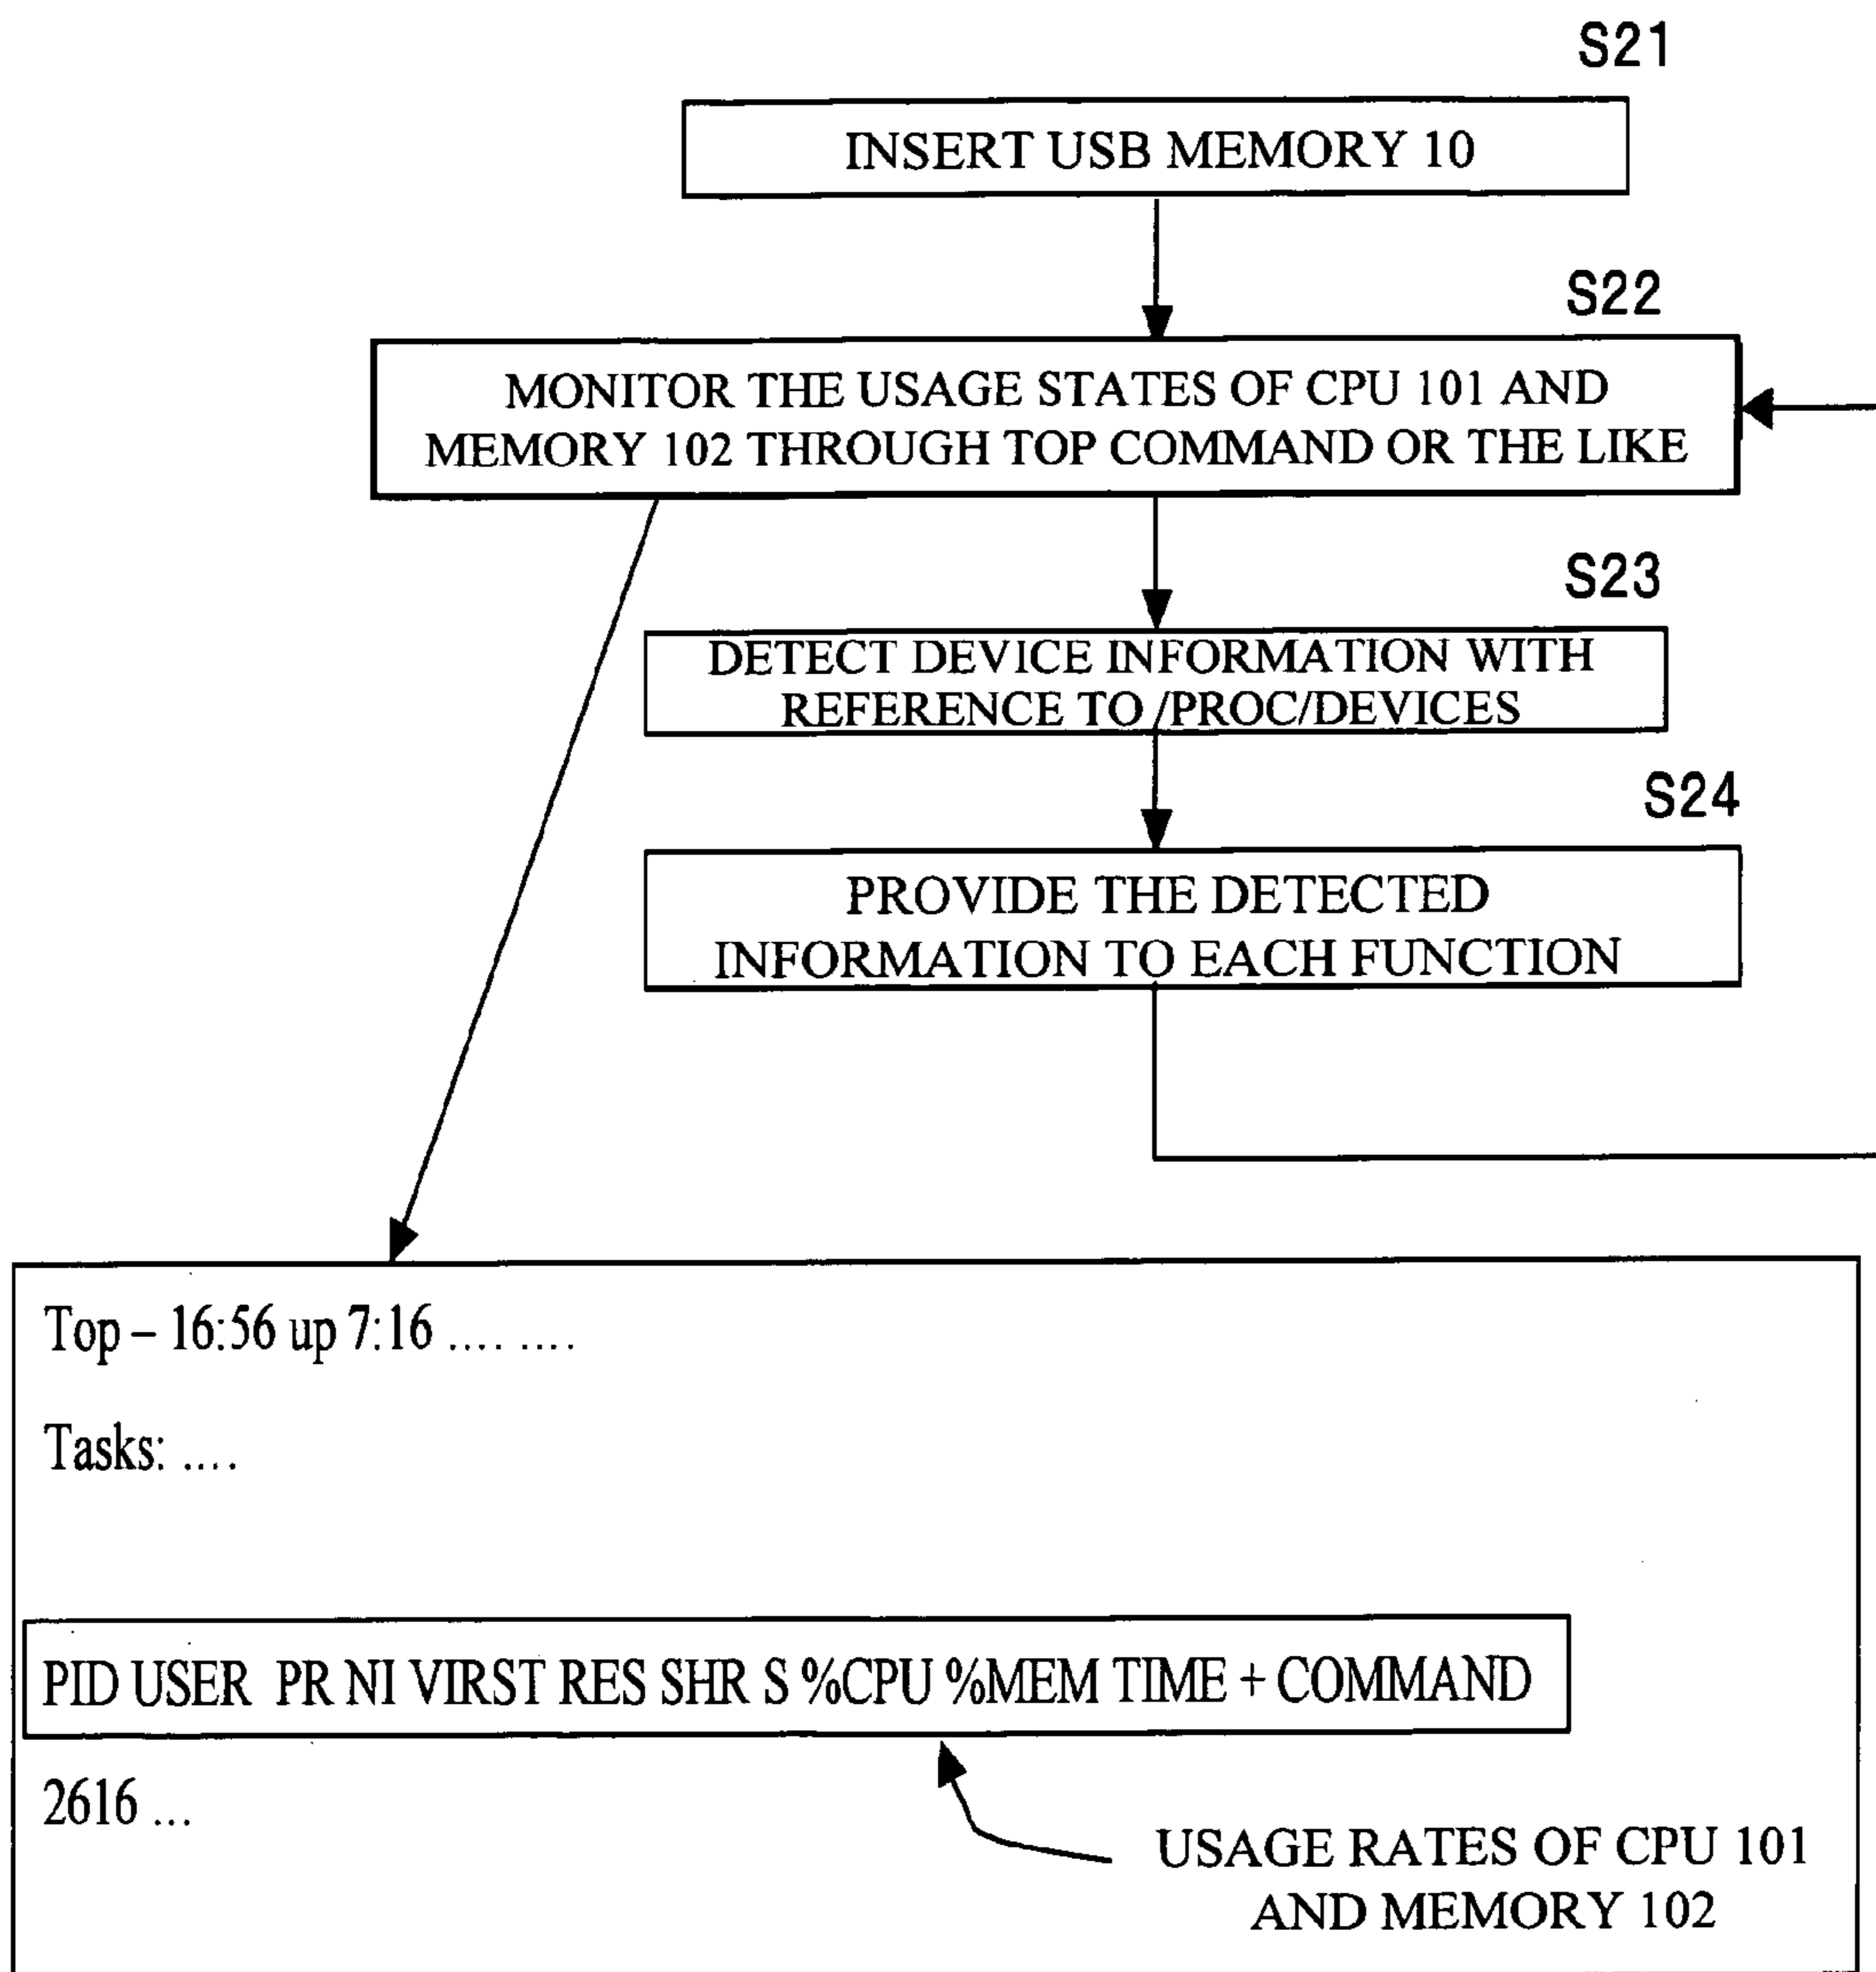 S21
INSERT USB MEMORY 10
S22
MONITOR THE USAGE STATES OF CPU 101 AND
MEMORY 102 THROUGH TOP COMMAND OR THE LIKE
S23
DETECT DEVICE INFORMATION WITH
REFERENCE TO /PROC/DEVICES
S24
PROVIDE THE DETECTED
INFORMATION TO EACH FUNCTION
Top – 16:56 up 7:16 .... ....
Tasks: ....
PID USER PR NI VIRST RES SHR S %CPU %MEM TIME + COMMAND
2616 ...
USAGE RATES OF CPU 101
AND MEMORY 102